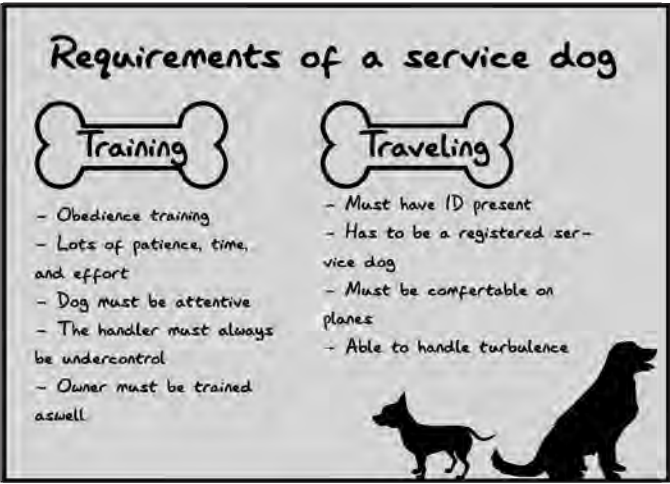 Requirements of a service dog
Training
- Obedience training
- Lots of patience, time,
and effort
- Dog must be attentive
- The handler must always
be undercontrol
- Owner must be trained
aswell
Traveling
- Must have ID present
- Has to be a registered ser-
vice dog
- Must be comfertable on
planes
- Able to handle turbulence